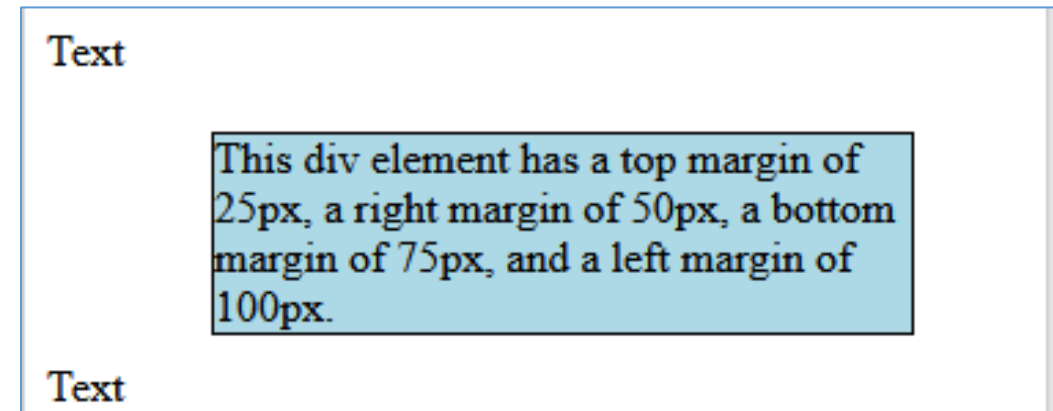 Text
This div element has a top margin of
25px, a right margin of 50px, a bottom
margin of 75px, and a left margin of
100px.
Text